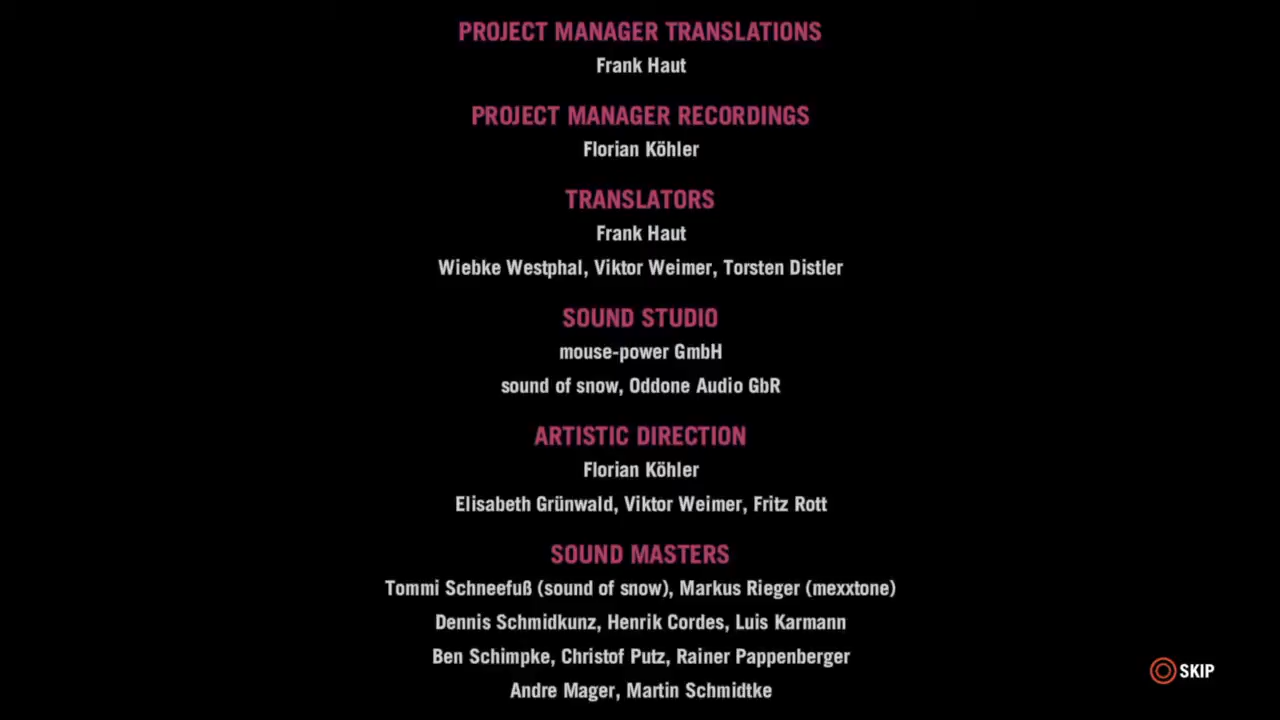 PROJECT MANAGER TRANSLATIONS
Frank Haut
PROJECT MANAGER RECORDINGS
Florian Köhler
TRANSLATORS
Frank Haut
Wiebke Westphal, Viktor Weimer, Torsten Distler
SOUND STUDIO
mouse-power GmbH
sound of snow, Oddone Audio GbR
ARTISTIC DIRECTION
Florian Köhler
Elisabeth Grünwald, Viktor Weimer, Fritz Rott
SOUND MASTERS
Tommi Schneefuß (sound of snow), Markus Rieger (mexxtone)
Dennis Schmidkunz, Henrik Cordes, Luis Karmann
Ben Schimpke, Christof Putz, Rainer Pappenberger
Andre Mager, Martin Schmidtke
SKIP